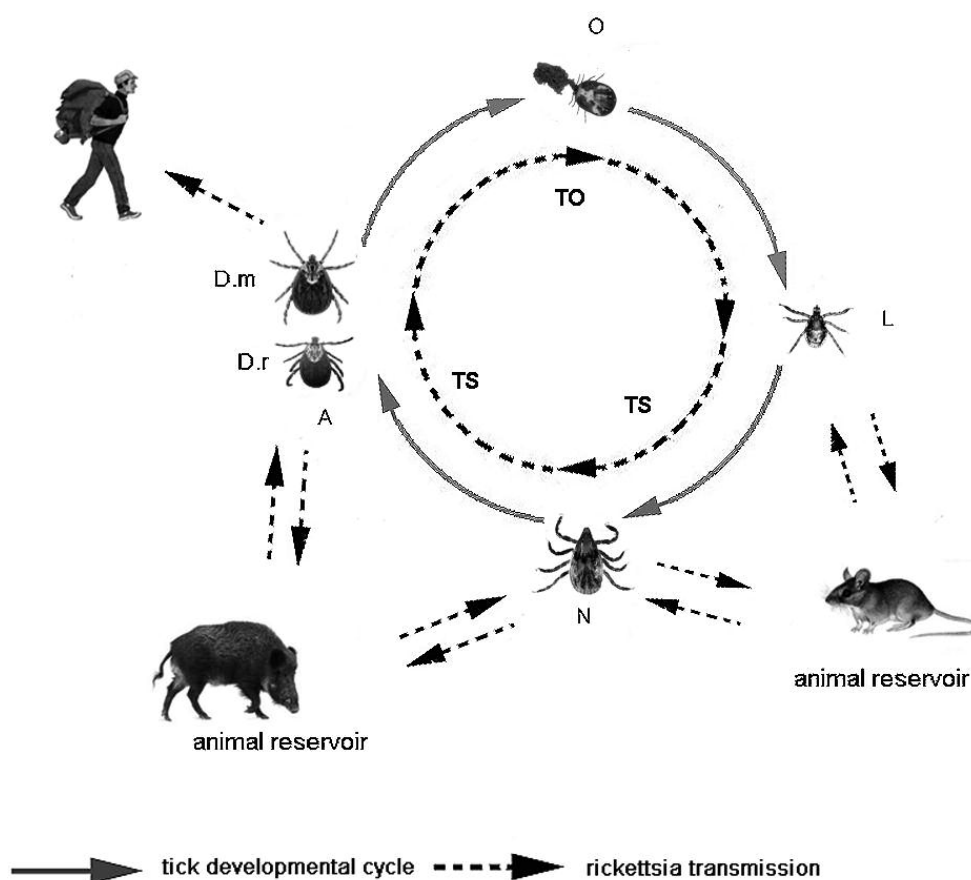 O
D.m
TO
D.r
L
TS
TS
A
N
animal reservoir
animal reservoir
tick developmental cycle
rickettsia transmission